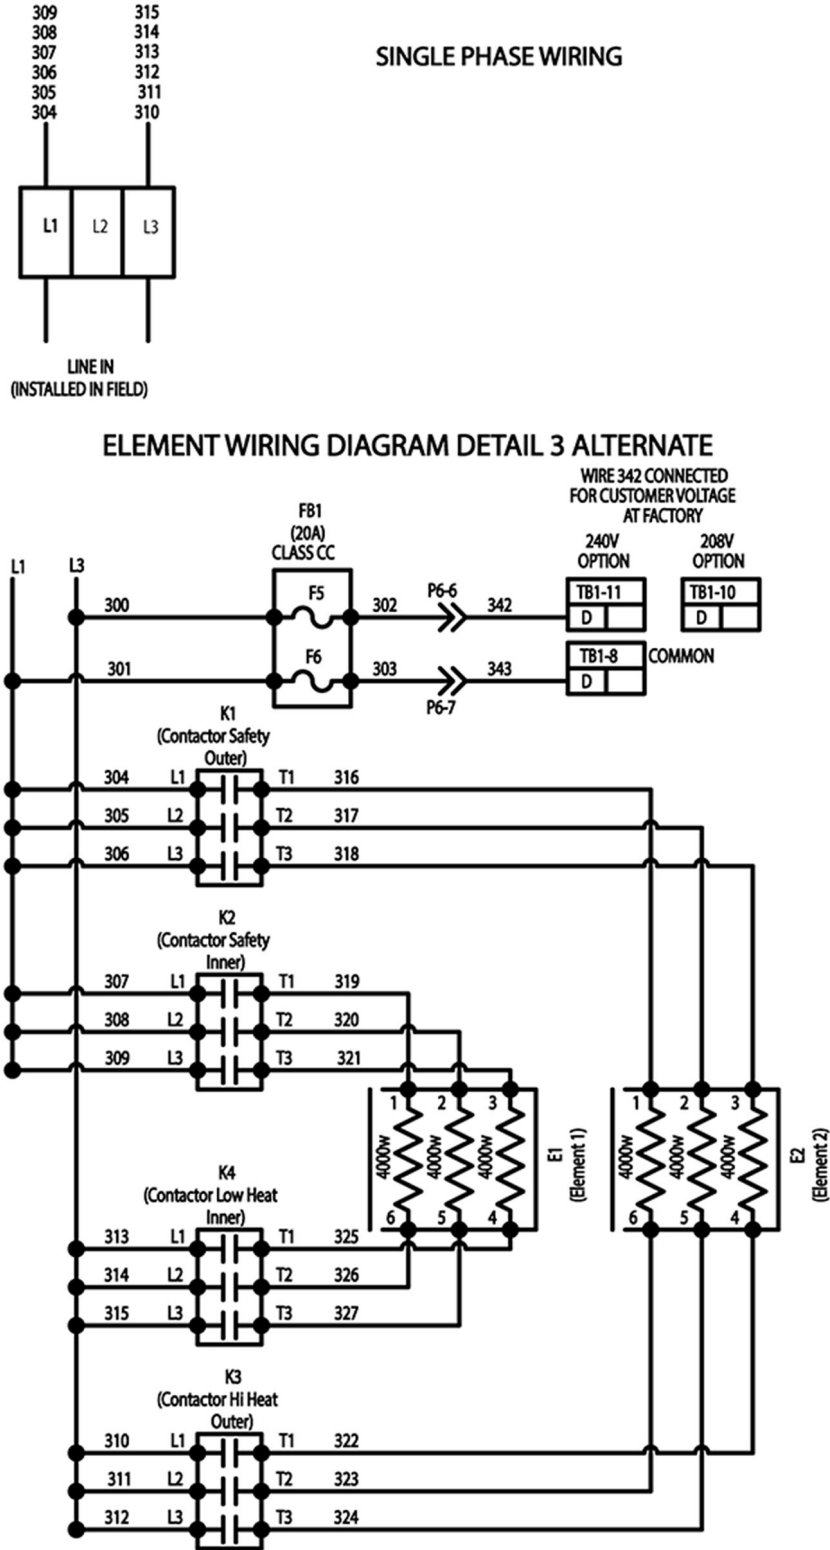 309 315
308 314
307 313
306 312
305 311
304 310
SINGLE PHASE WIRING
L1 L2 L3
LINE IN
(INSTALLED IN FIELD)
ELEMENT WIRING DIAGRAM DETAIL 3 ALTERNATE
WIRE 342 CONNECTED
FOR CUSTOMER VOLTAGE
AT FACTORY
FB1
(20A)
CLASS CC
240V
OPTION
208V
OPTION
L1 L3
300 F5 302 P6-6 342 TB1-11 TB1-10
D D
301 F6 303 P6-7 343 TB1-8 COMMON
D
K1
(Contactor Safety
Outer)
304 L1 T1 316
305 L2 T2 317
306 L3 T3 318
K2
(Contactor Safety
Inner)
307 L1 T1 319
308 L2 T2 320
309 L3 T3 321
1 2 3 1 2 3
4000w 4000w 4000w
E1
(Element 1)
4000w 4000w 4000w
E2
(Element 2)
6 5 4 6 5 4
K4
(Contactor Low Heat
Inner)
313 L1 T1 325
314 L2 T2 326
315 L3 T3 327
K3
(Contactor Hi Heat
Outer)
310 L1 T1 322
311 L2 T2 323
312 L3 T3 324